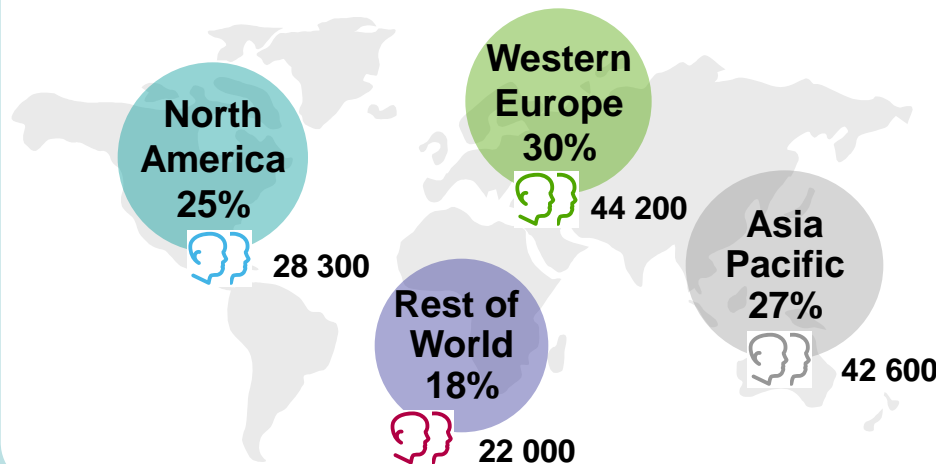 North
America
25%
28 300
Western
Europe
30%
44 200
Rest of
World
18%
22 000
Asia
Pacific
27%
42 600